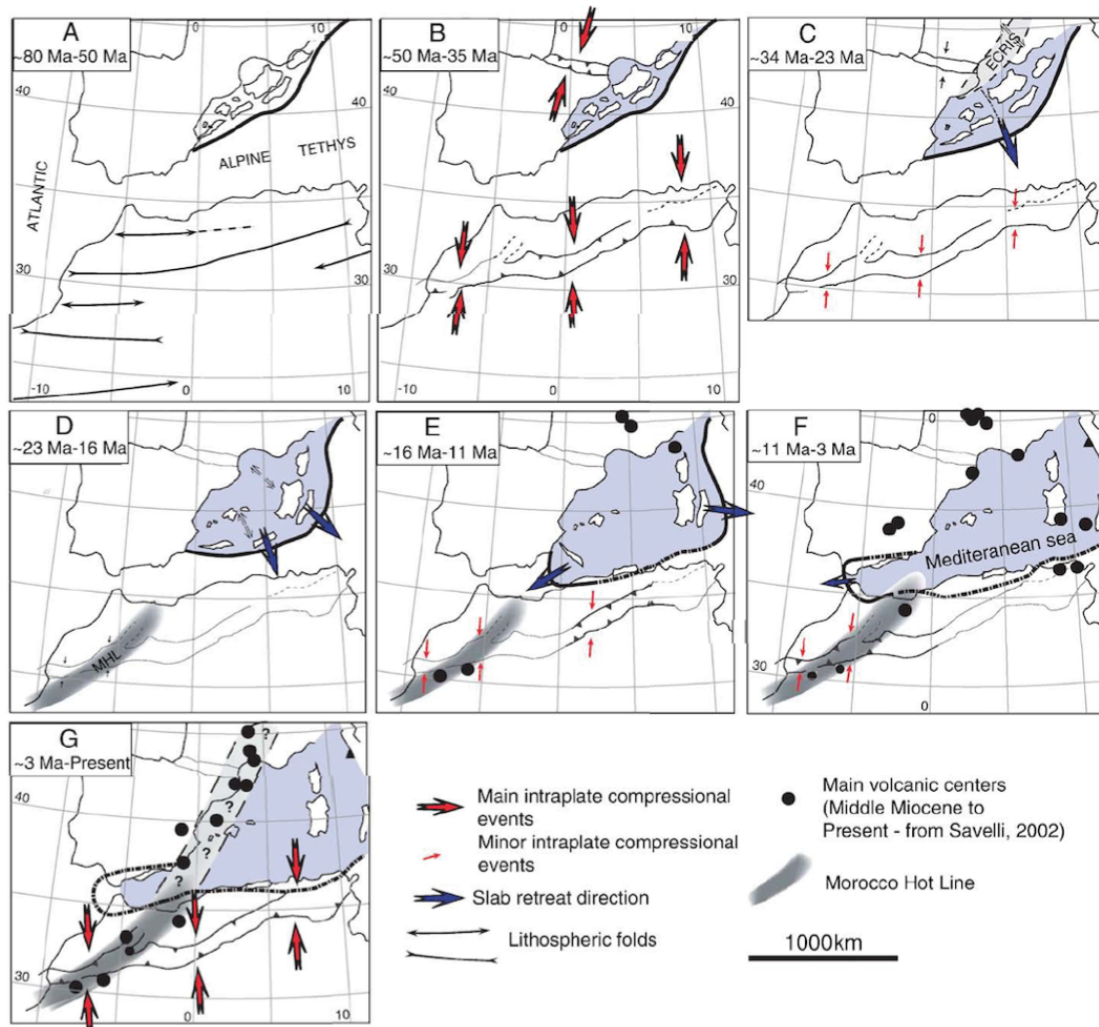 A
~80 Ma-50 Ma
0
10
40
40
ATLANTIC
ALPINE TETHYS
30
30
-10
0
10
B
~50 Ma-35 Ma
0
10
40
40
30
30
0
10
C
~34 Ma-23 Ma
ECRIS
40
30
D
~23 Ma-16 Ma
MHL
E
~16 Ma-11 Ma
F
~11 Ma-3 Ma
0
40
Mediteranean sea
30
0
G
~3 Ma-Present
?
?
?
?
40
30
0
10
Main intraplate compressional
events
Minor intraplate compressional
events
Slab retreat direction
Lithospheric folds
Main volcanic centers
(Middle Miocene to
Present - from Savelli, 2002)
Morocco Hot Line
1000km